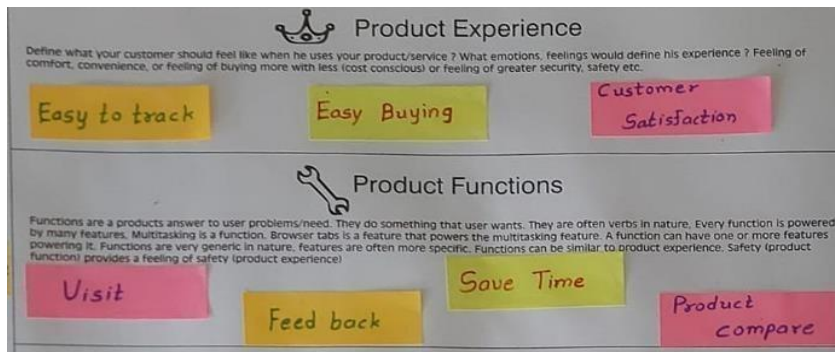 Product Experience
Define what your customer should feel like when he uses your product/service ? What emotions, feelings would define his experience ? Feeling of
comfort, convenience, or feeling of buying more with less (cost conscious) or feeling of greater security, safety etc.
Easy to track
Easy Buying
Customer
Satisfaction
Product Functions
Functions are a products answer to user problems/need. They do something that user wants. They are often verbs in nature. Every function is powered
by many features. Multitasking is a function. Browser tabs is a feature that powers the multitasking feature. A function can have one or more features
powering it. Functions are very generic in nature, features are often more specific. Functions can be similar to product experience. Safety (product
function) provides a feeling of safety (product experience)
Visit
Feed back
Save Time
Product
compare